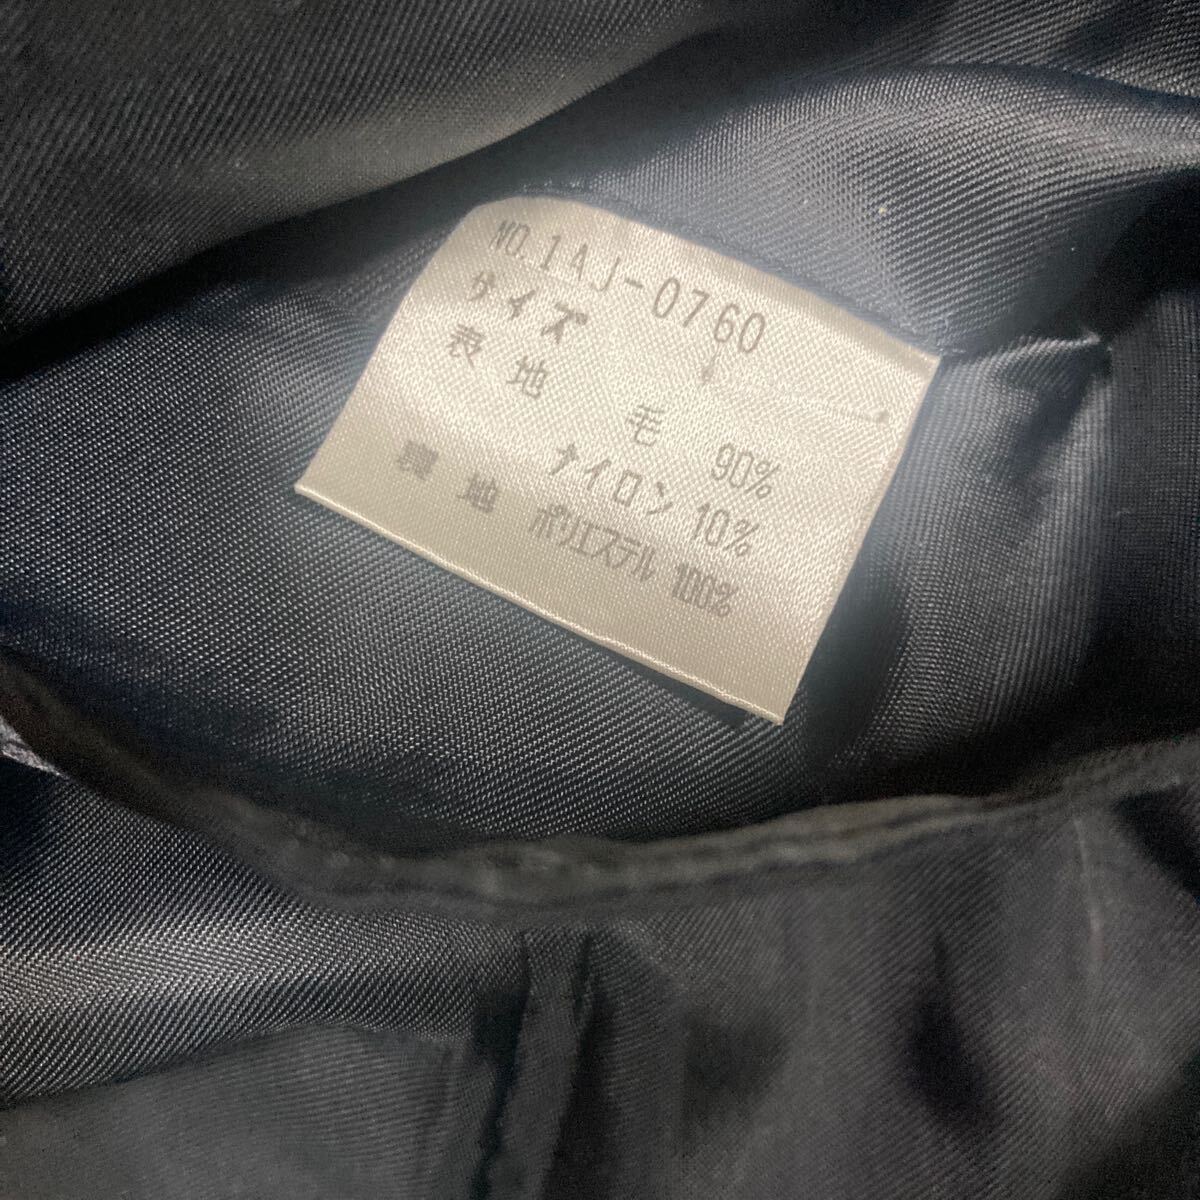 NO.1AJ-0760
サイズ
表地 毛 90%
ナイロン 10%
裏地 ポリエステル 100%